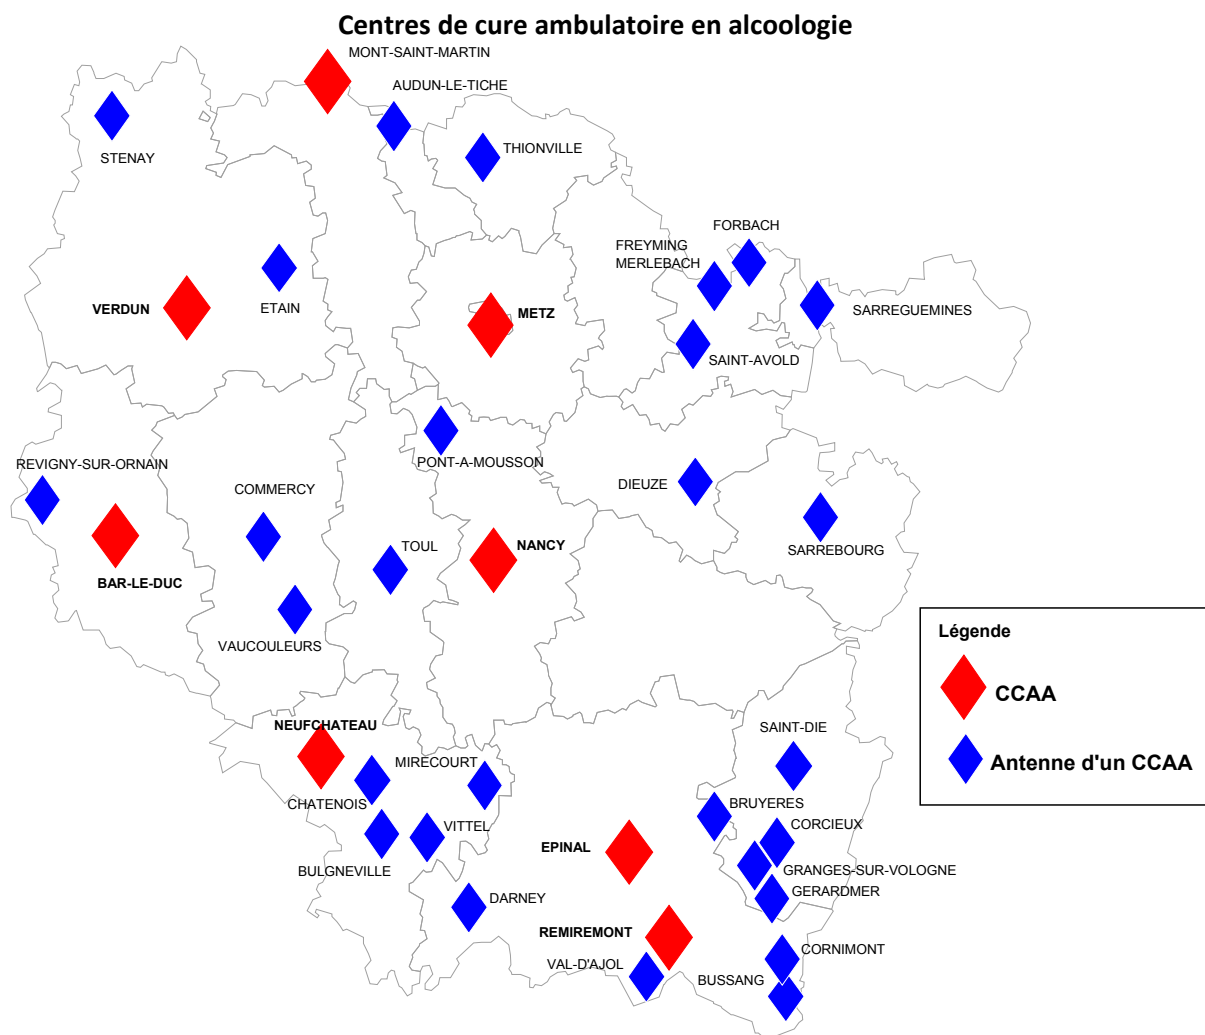 Centres de cure ambulatoire en alcoologie
MONT-SAINT-MARTIN
AUDUN-LE-TICHE
STENAY
THIONVILLE
FORBACH
FREYMING
MERLEBACH
VERDUN
ETAIN
METZ
SARREGUEMINES
SAINT-AVOLD
REVIGNY-SUR-ORNAIN
PONT-A-MOUSSON
COMMERCY
DIEUZE
TOUL
NANCY
SARREBOURG
BAR-LE-DUC
VAUCOULEURS
Légende
CCAA
Antenne d'un CCAA
NEUFCHATEAU
SAINT-DIE
MIRECOURT
CHATENOIS
BRUYERES
VITTEL
CORCIEUX
EPINAL
BULGNEVILLE
GRANGES-SUR-VOLOGNE
GERARDMER
DARNEY
REMIREMONT
CORNIMONT
VAL-D'AJOL
BUSSANG